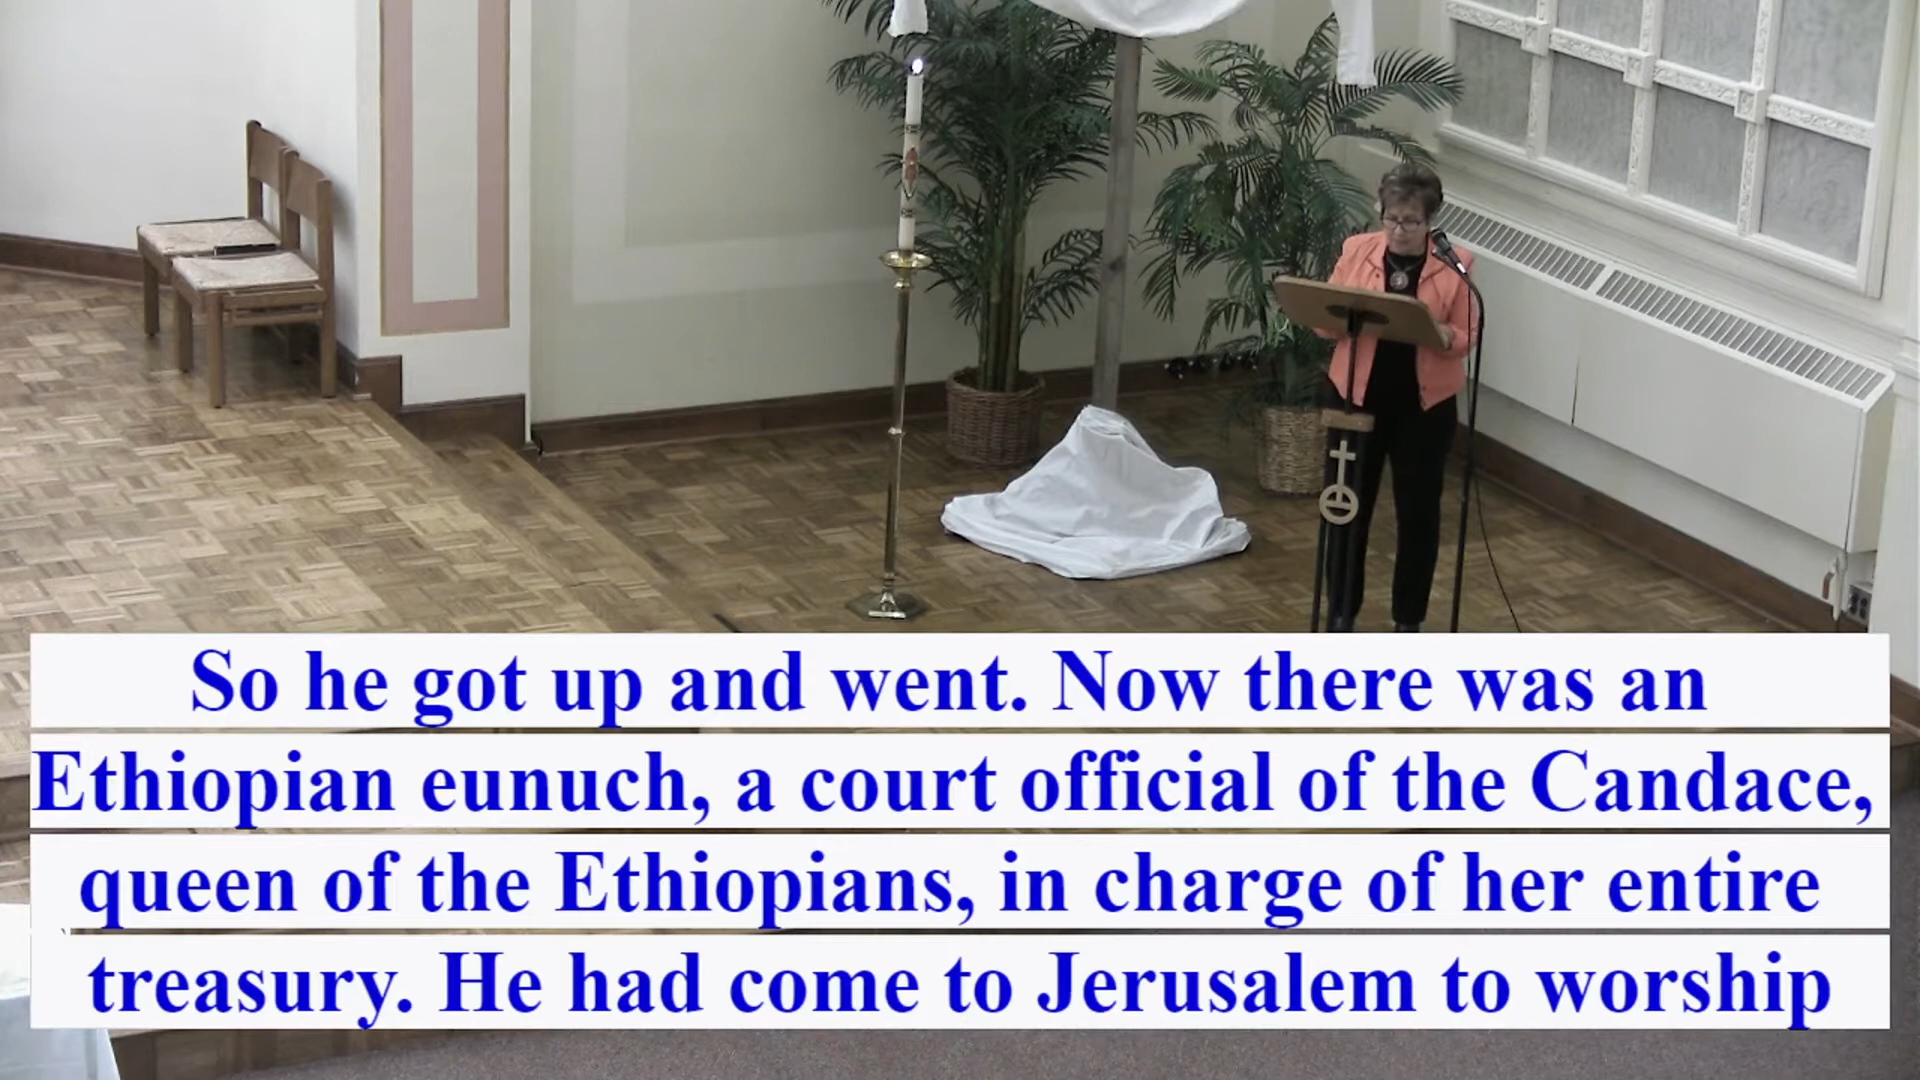 So he got up and went. Now there was an
Ethiopian eunuch, a court official of the Candace,
queen of the Ethiopians, in charge of her entire
treasury. He had come to Jerusalem to worship